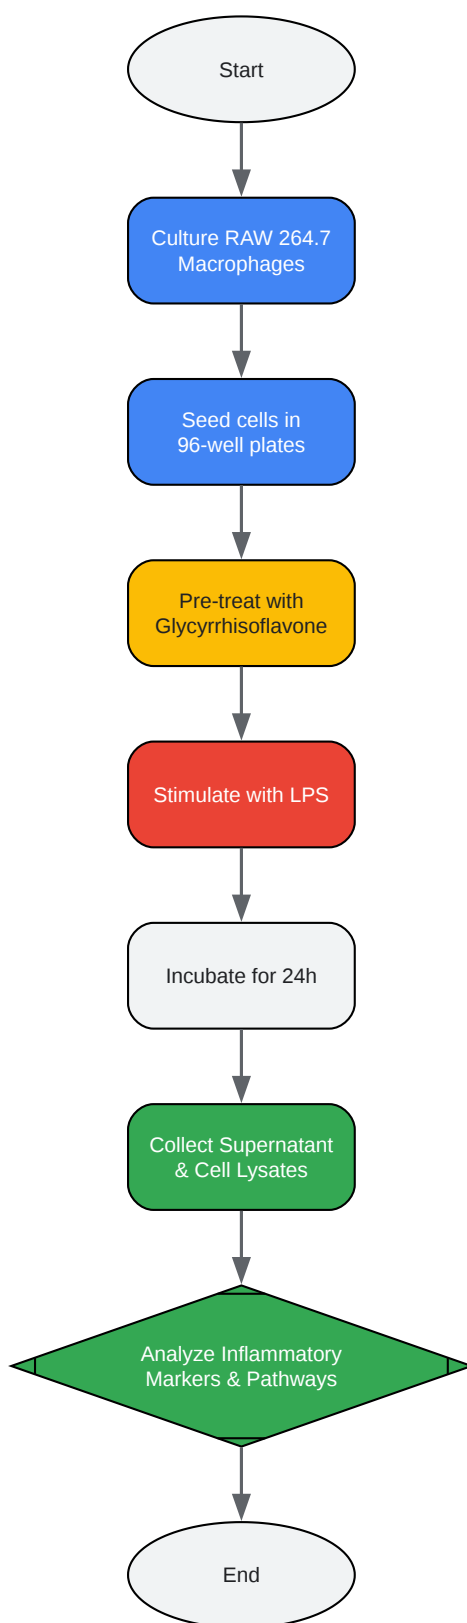 Start
Culture RAW 264.7
Macrophages
Seed cells in
96-well plates
Pre-treat with
Glycyrrhisoflavone
Stimulate with LPS
Incubate for 24h
Collect Supernatant
& Cell Lysates
Analyze Inflammatory
Markers & Pathways
End